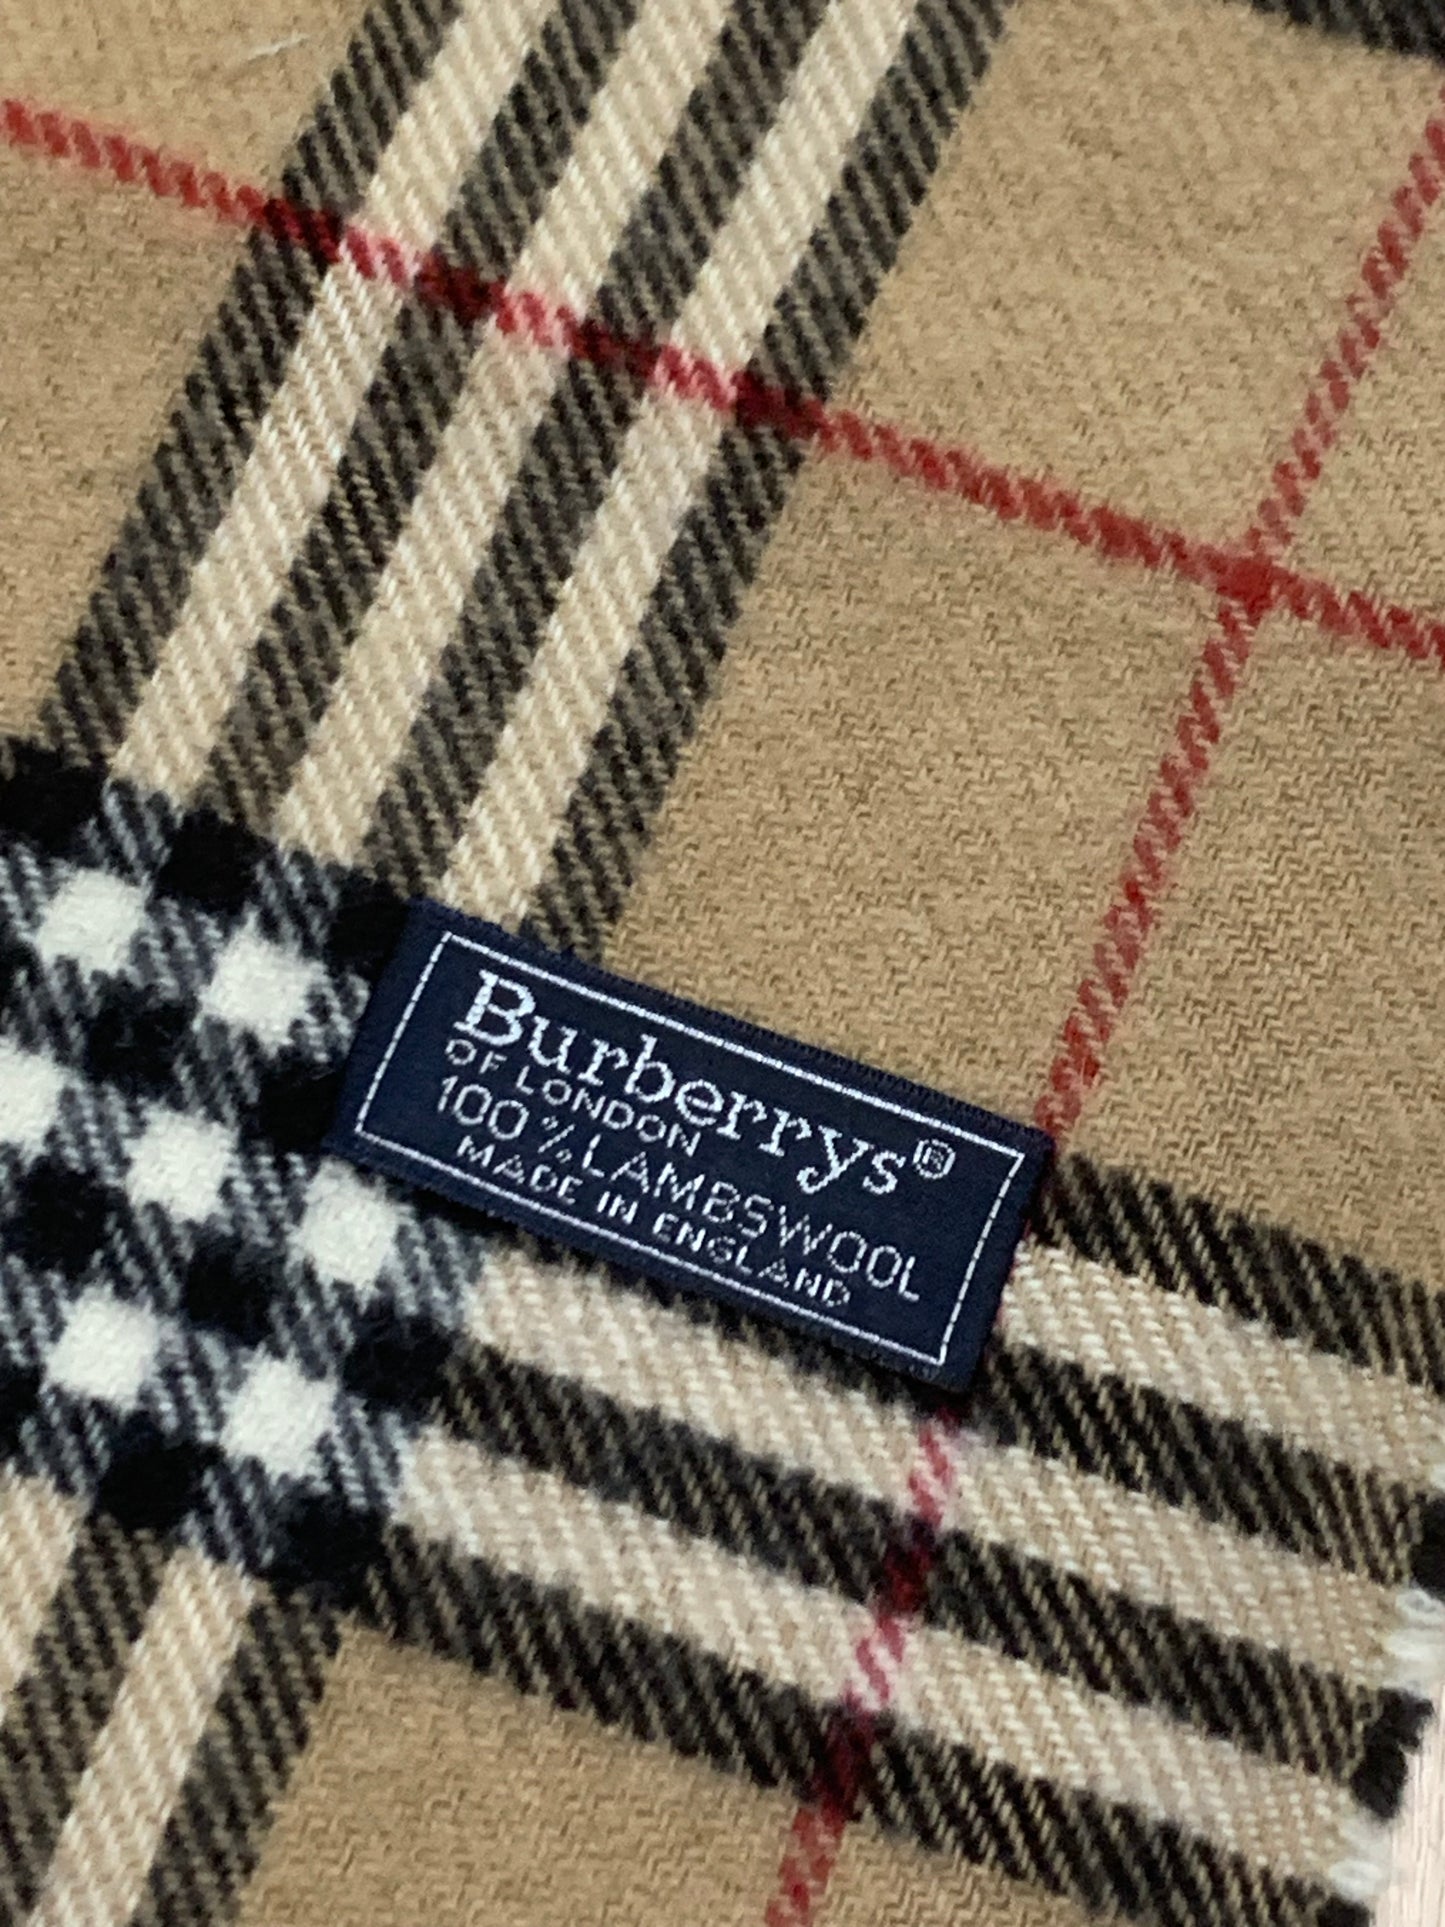 Burberrys®
OF LONDON
100% LAMBSWOOL
MADE IN ENGLAND